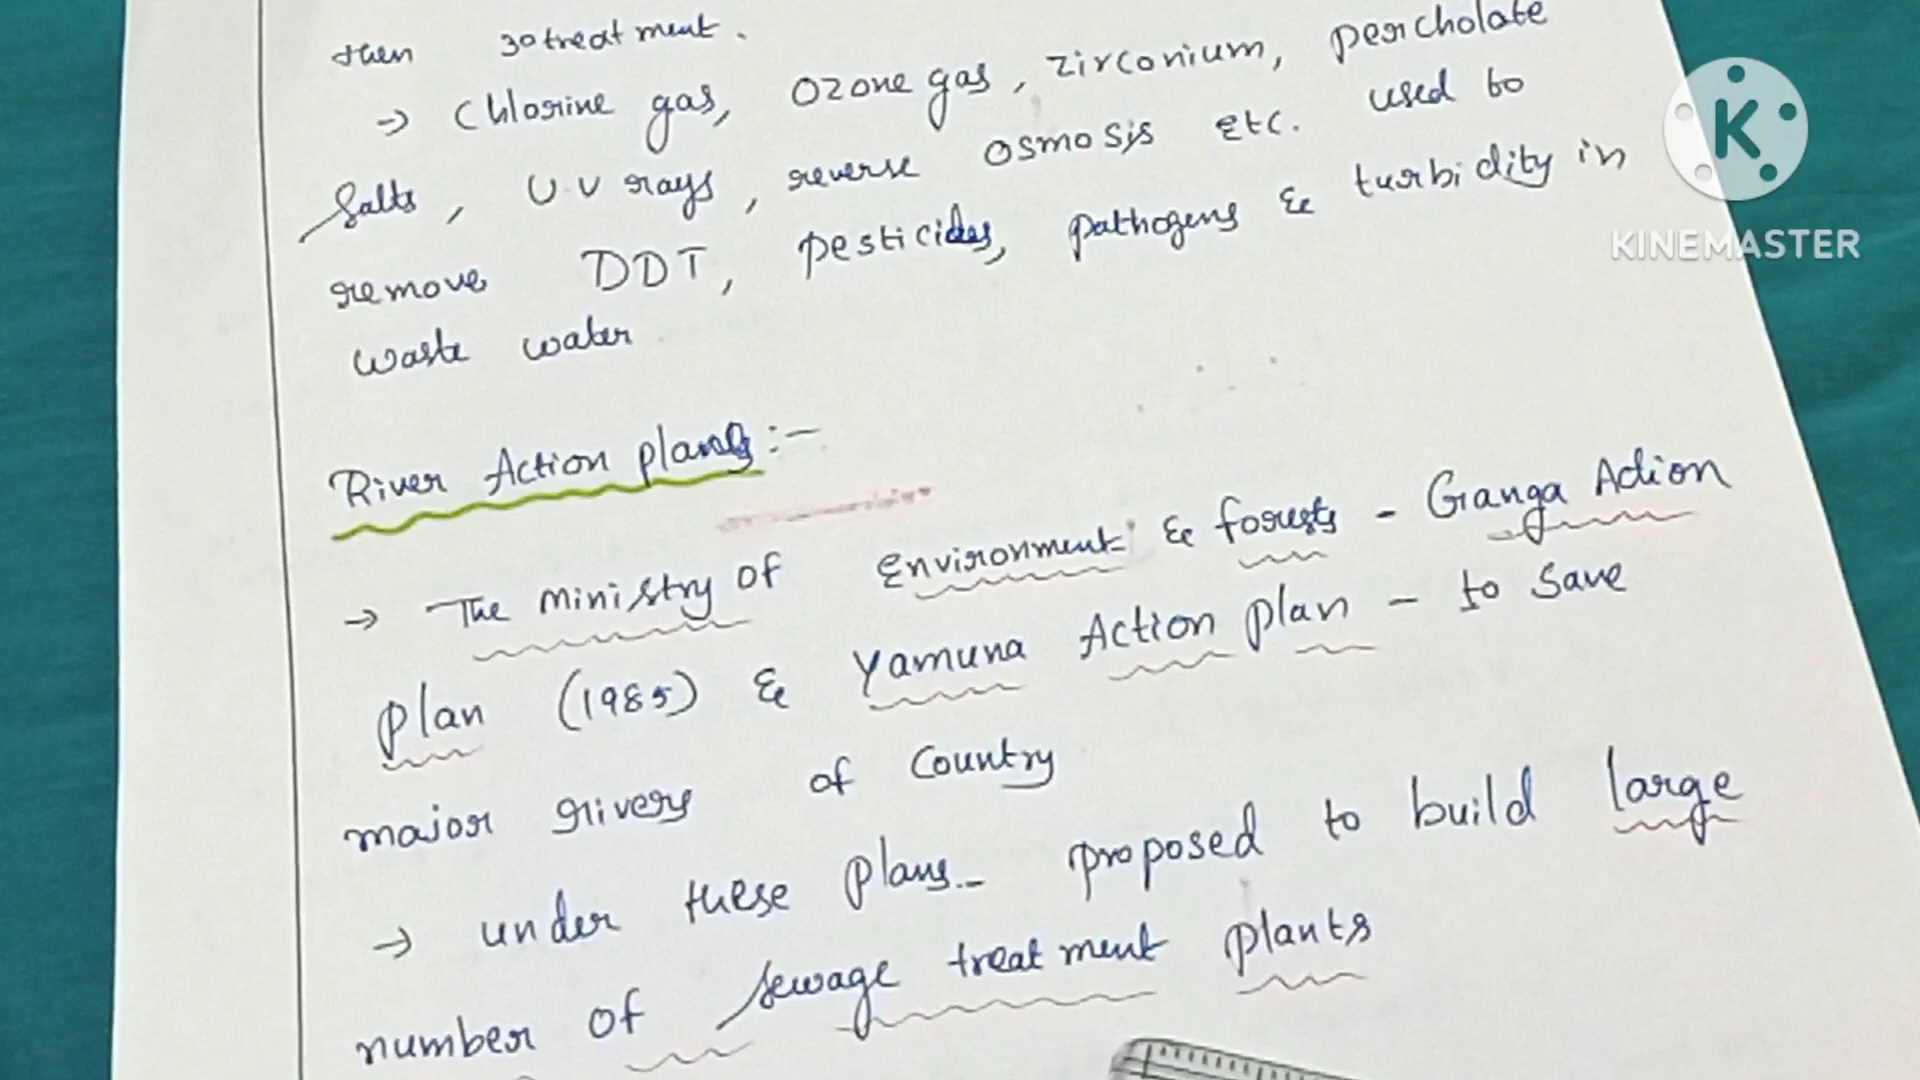 then 3° treatment.
→ Chlorine gas, Ozone gas, zirconium, percholate
Salts, U.V rays, reverse osmosis etc. used to
remove DDT, pesticides, pathogens & turbidity in
waste water
River Action plans :-
→ The ministry of Environment & forests - Ganga Action
plan (1985) & Yamuna Action plan - to save
major rivers of Country
→ under these plans - proposed to build large
number of sewage treatment plants
KINEMASTER